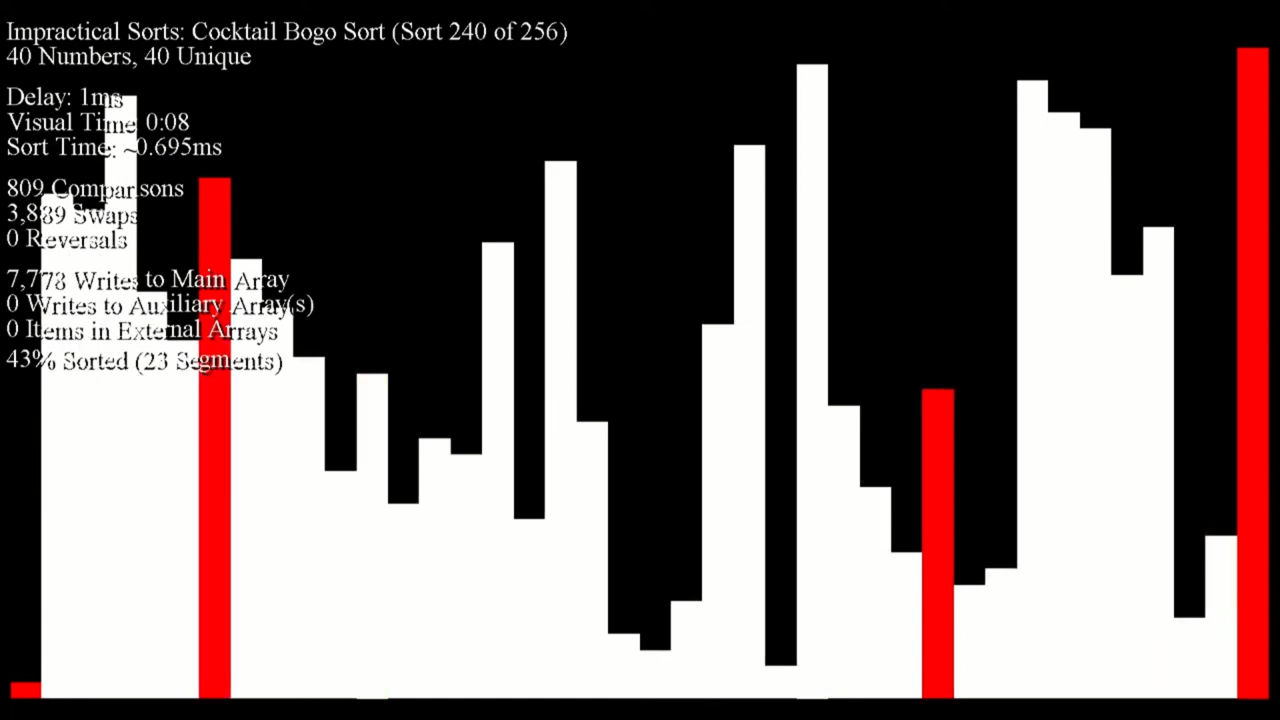 Impractical Sorts: Cocktail Bogo Sort (Sort 240 of 256)
40 Numbers, 40 Unique
Delay: 1ms
Visual Time: 0:08
Sort Time: ~0.695ms
809 Comparisons
3,889 Swaps
0 Reversals
7,778 Writes to Main Array
0 Writes to Auxiliary Array(s)
0 Items in External Arrays
43% Sorted (23 Segments)